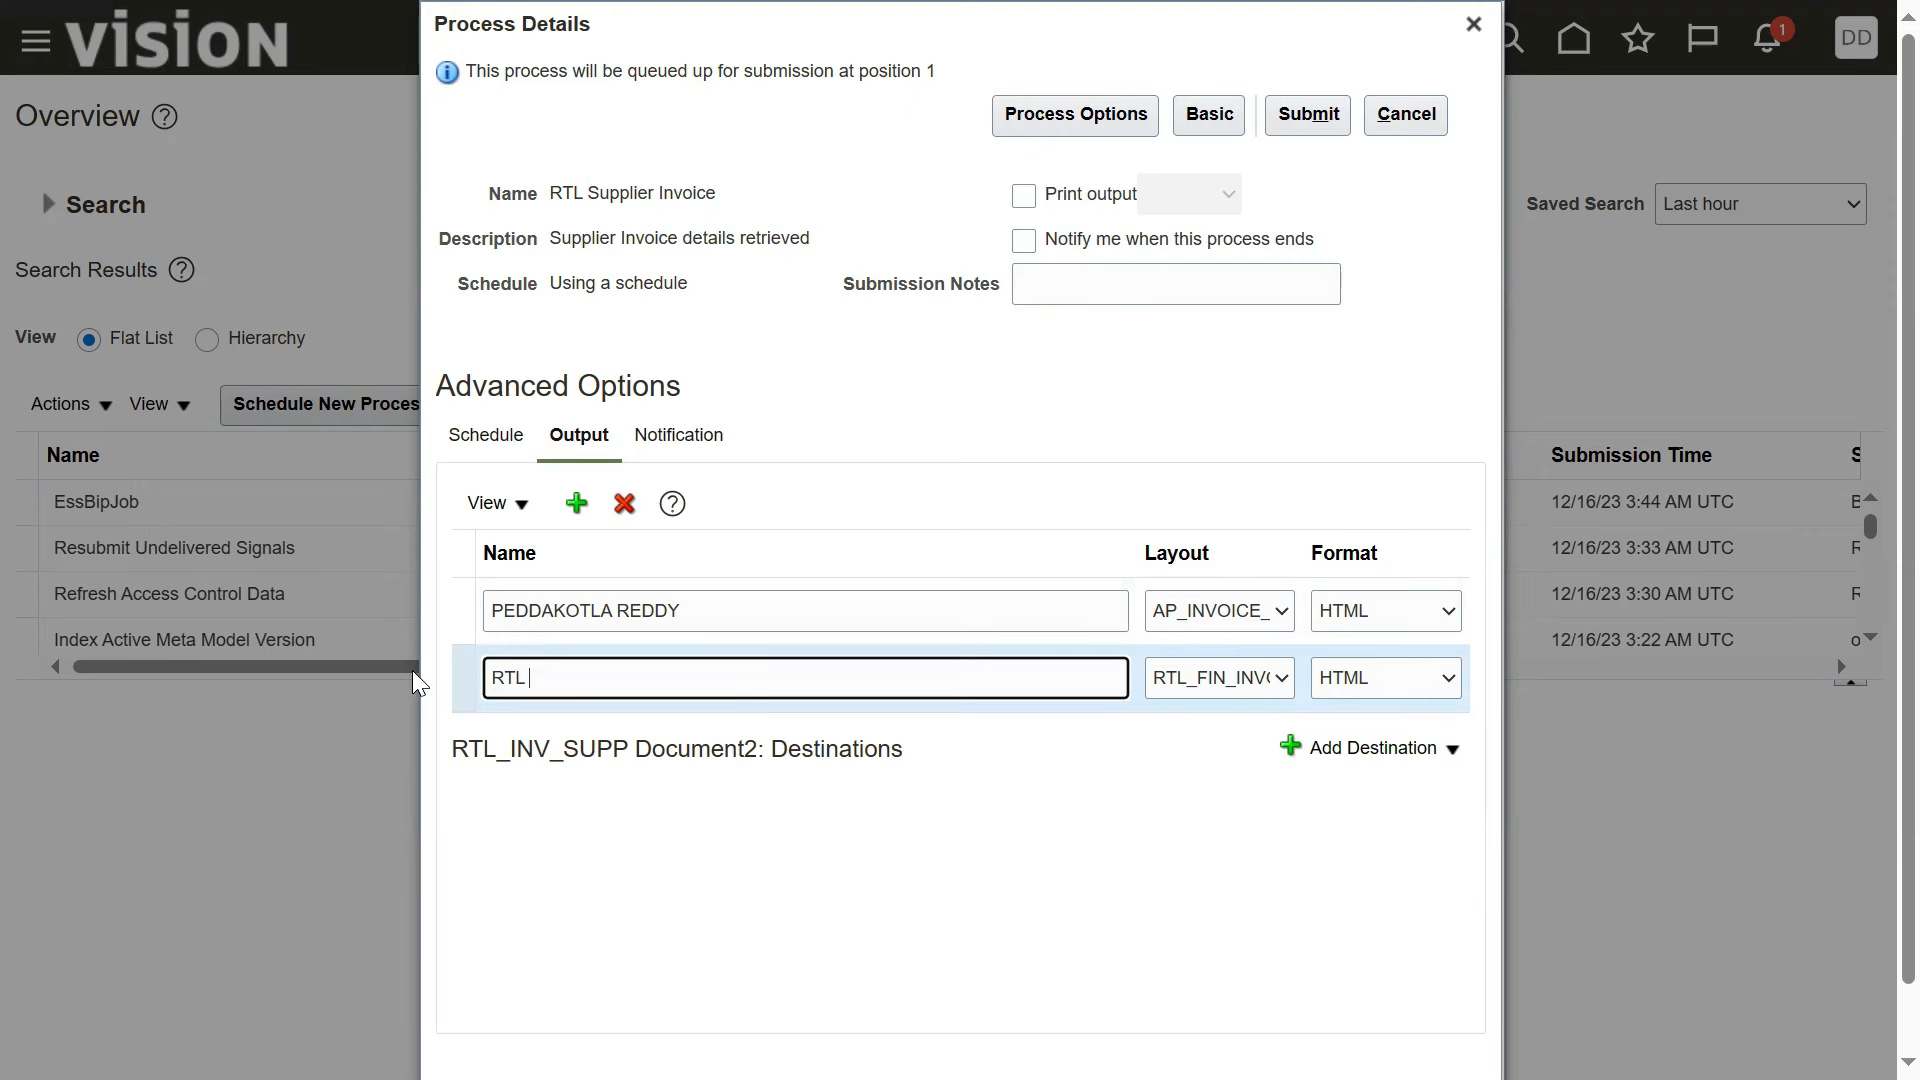 vision
1
DD
Process Details
This process will be queued up for submission at position 1
Process Options
Basic
Submit
Cancel
Overview
Name RTL Supplier Invoice
Print output
Description Supplier Invoice details retrieved
Notify me when this process ends
Schedule Using a schedule
Submission Notes
Search
Saved Search Last hour
Search Results
View Flat List Hierarchy
Advanced Options
Actions View Schedule New Proces
Schedule Output Notification
Name
Submission Time
EssBipJob
12/16/23 3:44 AM UTC
Resubmit Undelivered Signals
12/16/23 3:33 AM UTC
Refresh Access Control Data
12/16/23 3:30 AM UTC
Index Active Meta Model Version
12/16/23 3:22 AM UTC
View
Name Layout Format
PEDDAKOTLA REDDY AP_INVOICE_ HTML
RTL RTL_FIN_INV HTML
RTL_INV_SUPP Document2: Destinations
Add Destination